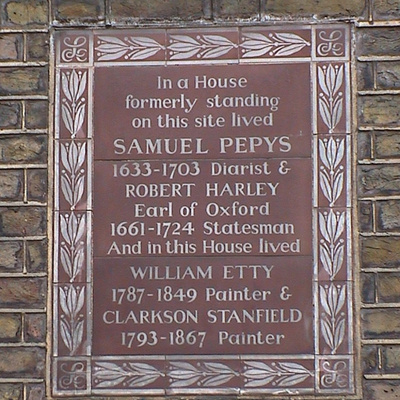 In a House
formerly standing
on this site lived
SAMUEL PEPYS
1633-1703 Diarist &
ROBERT HARLEY
Earl of Oxford
1661-1724 Statesman
And in this House lived
WILLIAM ETTY
1787-1849 Painter &
CLARKSON STANFIELD
1793-1867 Painter